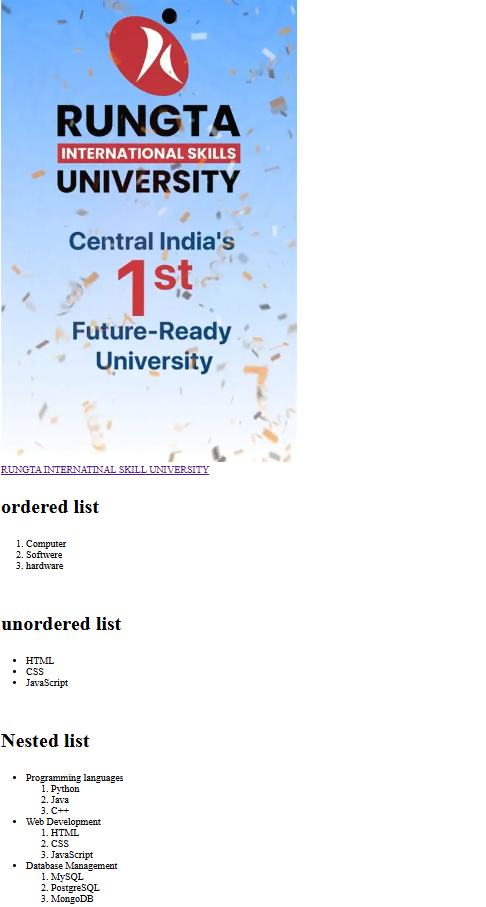 RUNGTA
INTERNATIONAL SKILLS
UNIVERSITY
Central India's
1st
Future-Ready
University
RUNGTA INTERNATINAL SKILL UNIVERSITY
ordered list
1. Computer
2. Softwere
3. hardware
unordered list
• HTML
• CSS
• JavaScript
Nested list
• Programming languages
1. Python
2. Java
3. C++
• Web Development
1. HTML
2. CSS
3. JavaScript
• Database Management
1. MySQL
2. PostgreSQL
3. MongoDB